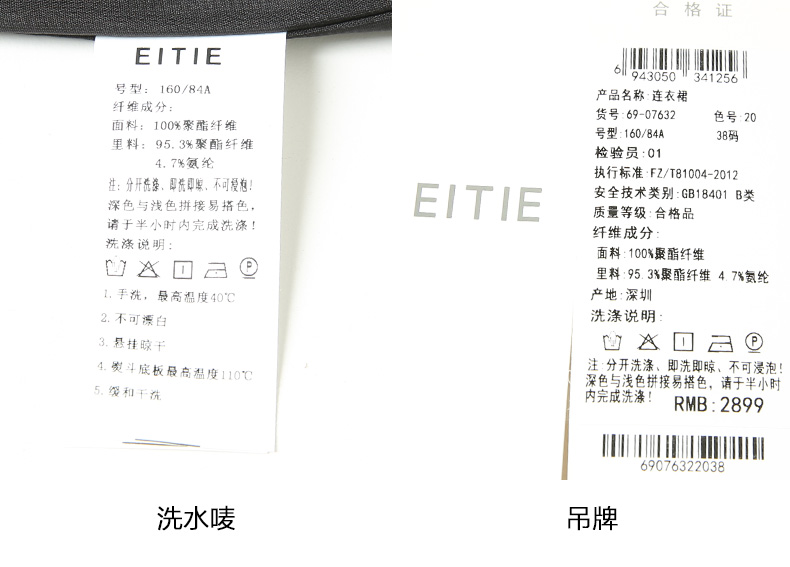 EITIE
号型: 160/84A
纤维成分:
面料: 100%聚酯纤维
里料: 95.3%聚酯纤维
4.7%氨纶
注: 分开洗涤、即洗即晾、不可浸泡!
深色与浅色拼接易搭色,
请于半小时内完成洗涤!
洗涤说明:
P
1.手洗，最高温度40℃
2.不可漂白
3.悬挂晾干
4.熨斗底板最高温度110℃
5.缓和干洗
洗水唛
EITIE
合格证
6 943050 341256
产品名称:连衣裙
货号:69-07632 色号:20
号型:160/84A 38码
检验员:01
执行标准:FZ/T81004-2012
安全技术类别:GB18401 B类
质量等级:合格品
纤维成分:
面料:100%聚酯纤维
里料:95.3%聚酯纤维 4.7%氨纶
产地:深圳
洗涤说明:
P
注:分开洗涤、即洗即晾、不可浸泡!
深色与浅色拼接易搭色，请于半小时
内完成洗涤!
RMB:2899
69076322038
吊牌